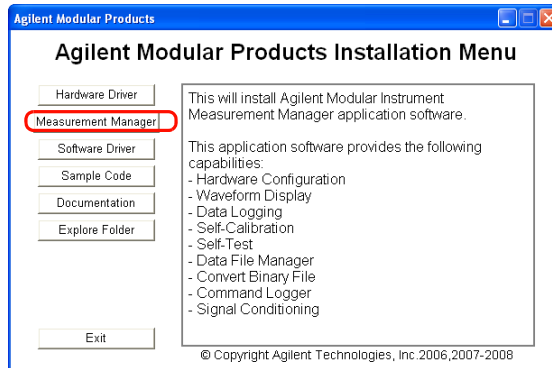 Agilent Modular Products
Agilent Modular Products Installation Menu
Hardware Driver
Measurement Manager
Software Driver
Sample Code
Documentation
Explore Folder
Exit
This will install Agilent Modular Instrument
Measurement Manager application software.
This application software provides the following
capabilities:
- Hardware Configuration
- Waveform Display
- Data Logging
- Self-Calibration
- Self-Test
- Data File Manager
- Convert Binary File
- Command Logger
- Signal Conditioning
© Copyright Agilent Technologies, Inc.2006,2007-2008